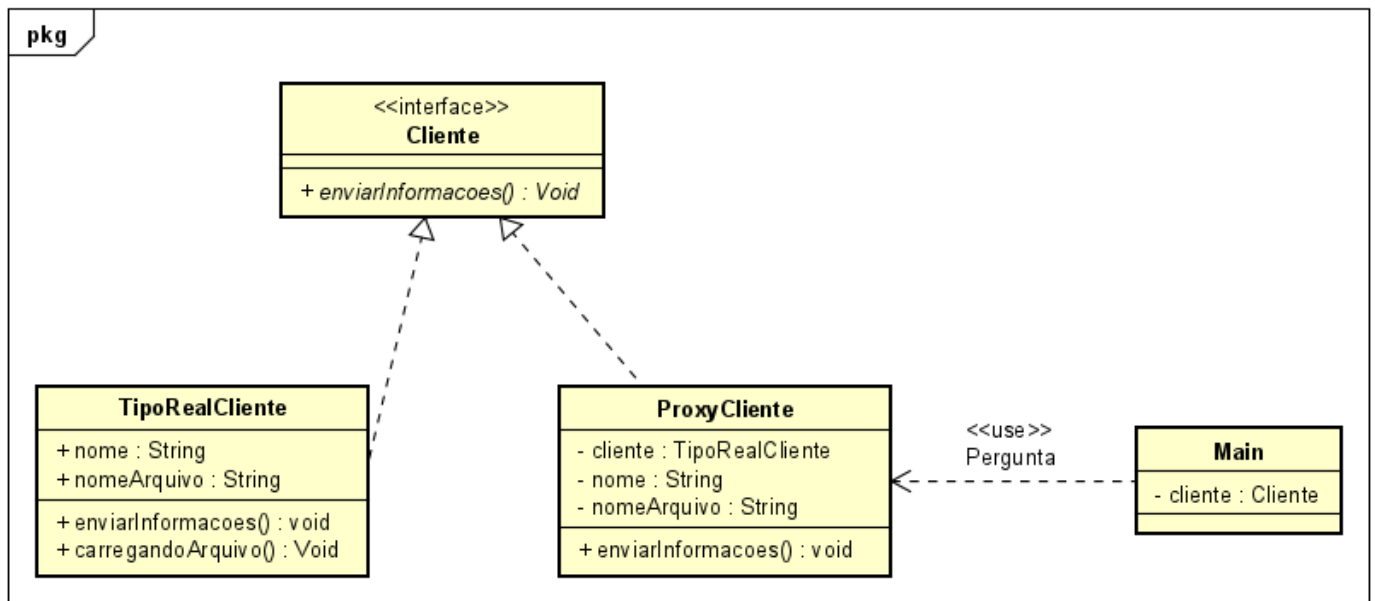 pkg
<<interface>>
Cliente
+ enviarInformacoes() : Void
TipoRealCliente
+ nome : String
+ nomeArquivo : String
+ enviarInformacoes() : void
+ carregandoArquivo() : Void
ProxyCliente
- cliente : TipoRealCliente
- nome : String
- nomeArquivo : String
+ enviarInformacoes() : void
<<use>>
Pergunta
Main
- cliente : Cliente